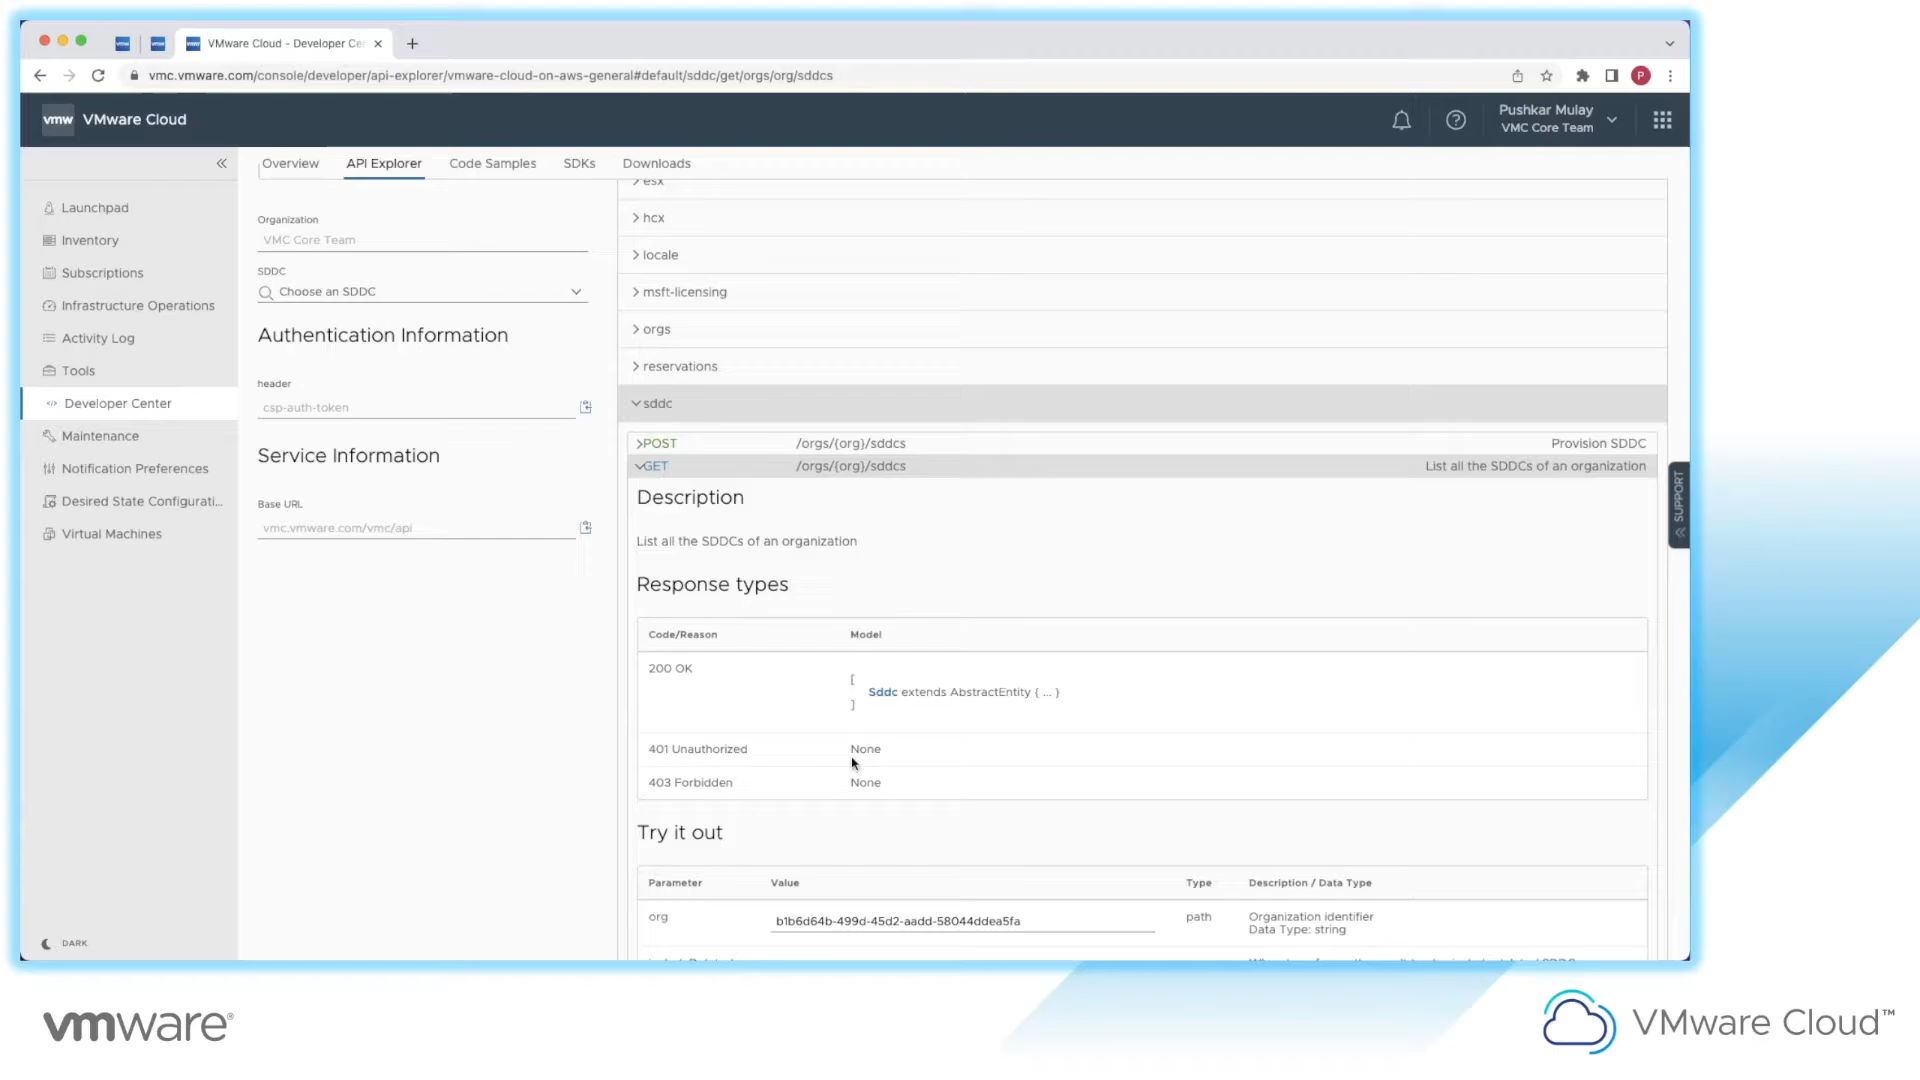 VMware Cloud - Developer Cer
vmc.vmware.com/console/developer/api-explorer/vmware-cloud-on-aws-general#default/sddc/get/orgs/org/sddcs
P
vmw VMware Cloud
Pushkar Mulay
VMC Core Team
Overview API Explorer Code Samples SDKs Downloads
Launchpad
Inventory
Subscriptions
Infrastructure Operations
Activity Log
Tools
Developer Center
Maintenance
Notification Preferences
Desired State Configurati...
Virtual Machines
DARK
Organization
VMC Core Team
SDDC
Choose an SDDC
Authentication Information
header
csp-auth-token
Service Information
Base URL
vmc.vmware.com/vmc/api
esx
hcx
locale
msft-licensing
orgs
reservations
sddc
POST /orgs/{org}/sddcs Provision SDDC
GET /orgs/{org}/sddcs List all the SDDCs of an organization
Description
List all the SDDCs of an organization
Response types
Code/Reason Model
200 OK
[
Sddc extends AbstractEntity { ... }
]
401 Unauthorized None
403 Forbidden None
Try it out
Parameter Value Type Description / Data Type
org b1b6d64b-499d-45d2-aadd-58044ddea5fa path Organization identifier
Data Type: string
SUPPORT
vmware®
VMware Cloud™